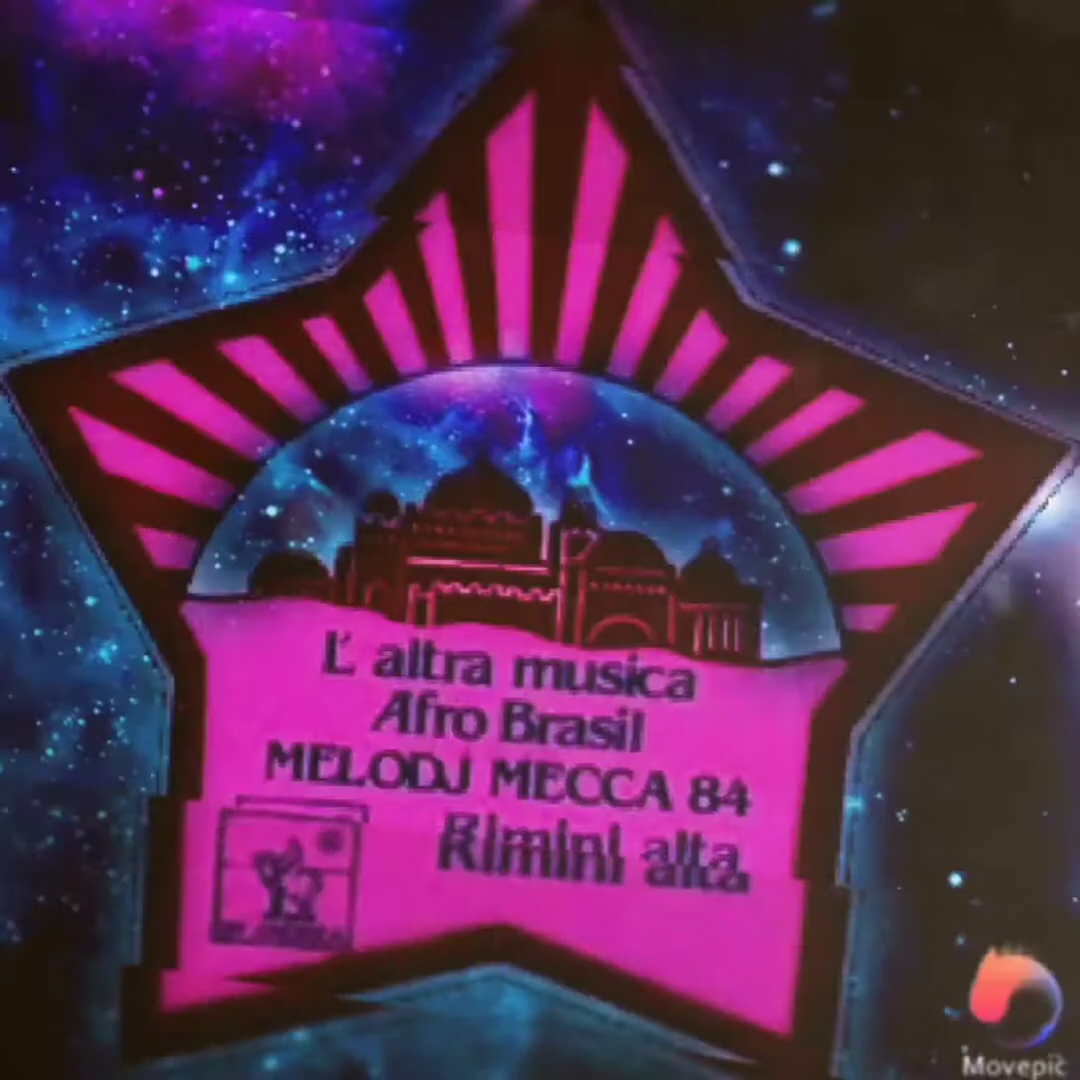 L' altra musica
Afro Brasil
MELODJ MECCA 84
Rimini alta
Movepic